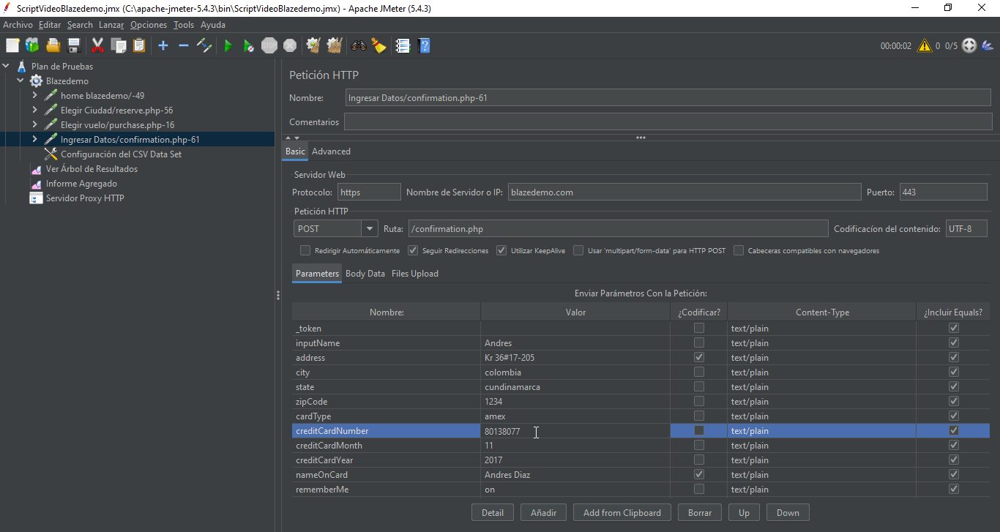 ScriptVideoBlazedemo.jmx (C:\apache-jmeter-5.4.3\bin\ScriptVideoBlazedemo.jmx) - Apache JMeter (5.4.3)
Archivo Editar Search Lanzar Opciones Tools Ayuda
STOP 00:00:02 0 0/5
Plan de Pruebas
Blazedemo
home blazedemo/-49
Elegir Ciudad/reserve.php-56
Elegir vuelo/purchase.php-16
Ingresar Datos/confirmation.php-61
Configuración del CSV Data Set
Ver Árbol de Resultados
Informe Agregado
Servidor Proxy HTTP
Petición HTTP
Nombre: Ingresar Datos/confirmation.php-61
Comentarios
Basic Advanced
Servidor Web
Protocolo: https Nombre de Servidor o IP: blazedemo.com Puerto: 443
Petición HTTP
POST Ruta: /confirmation.php Codificación del contenido: UTF-8
Redirigir Automáticamente Seguir Redirecciones Utilizar KeepAlive Usar 'multipart/form-data' para HTTP POST Cabeceras compatibles con navegadores
Parameters Body Data Files Upload
Enviar Parámetros Con la Petición:
Nombre: Valor ¿Codificar? Content-Type ¿Incluir Equals?
_token text/plain
inputName Andres text/plain
address Kr 36#17-205 text/plain
city colombia text/plain
state cundinamarca text/plain
zipCode 1234 text/plain
cardType amex text/plain
creditCardNumber 80138077 text/plain
creditCardMonth 11 text/plain
creditCardYear 2017 text/plain
nameOnCard Andres Diaz text/plain
rememberMe on text/plain
Detail Añadir Add from Clipboard Borrar Up Down